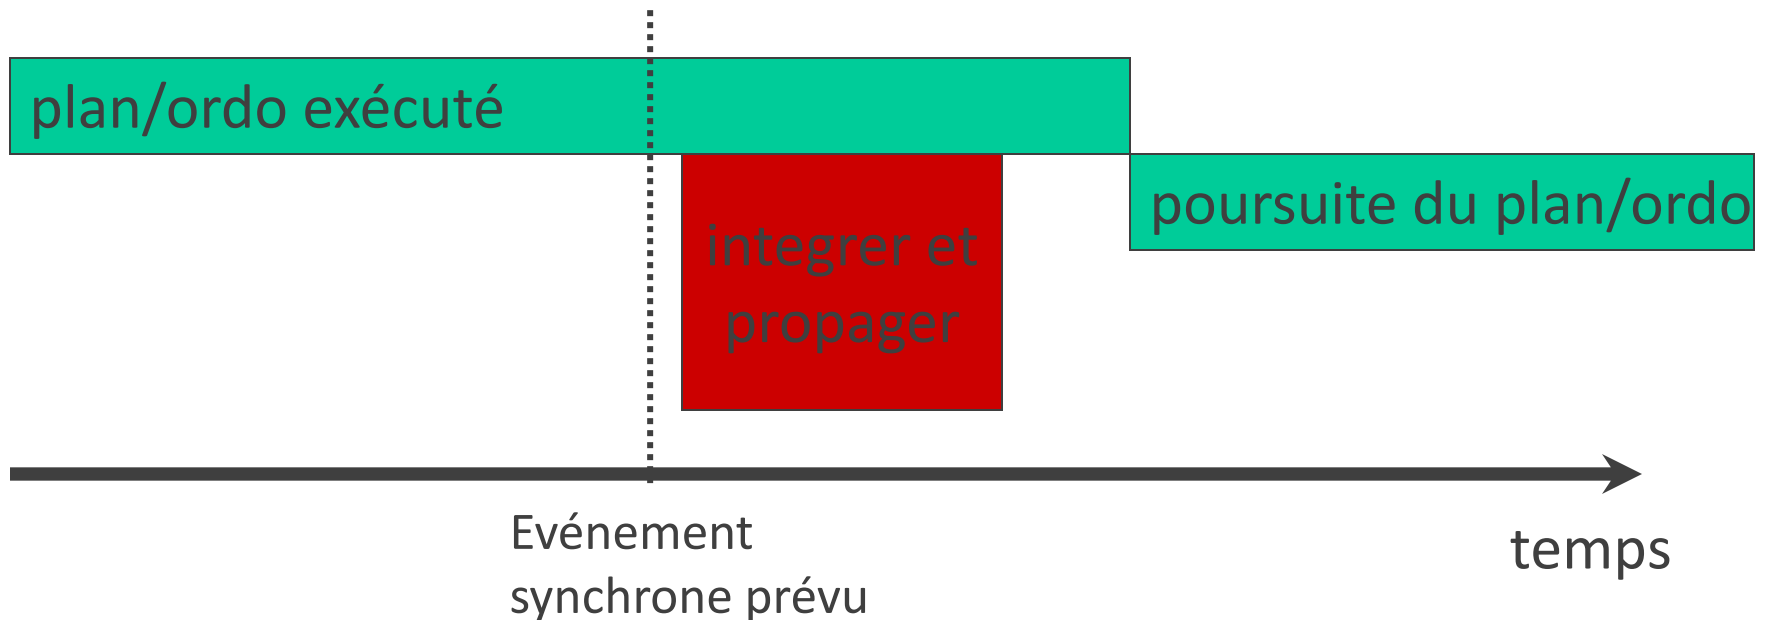 plan/ordo exécuté
poursuite du plan/ordo
integrer et
propager
Evénement
synchrone prévu
temps